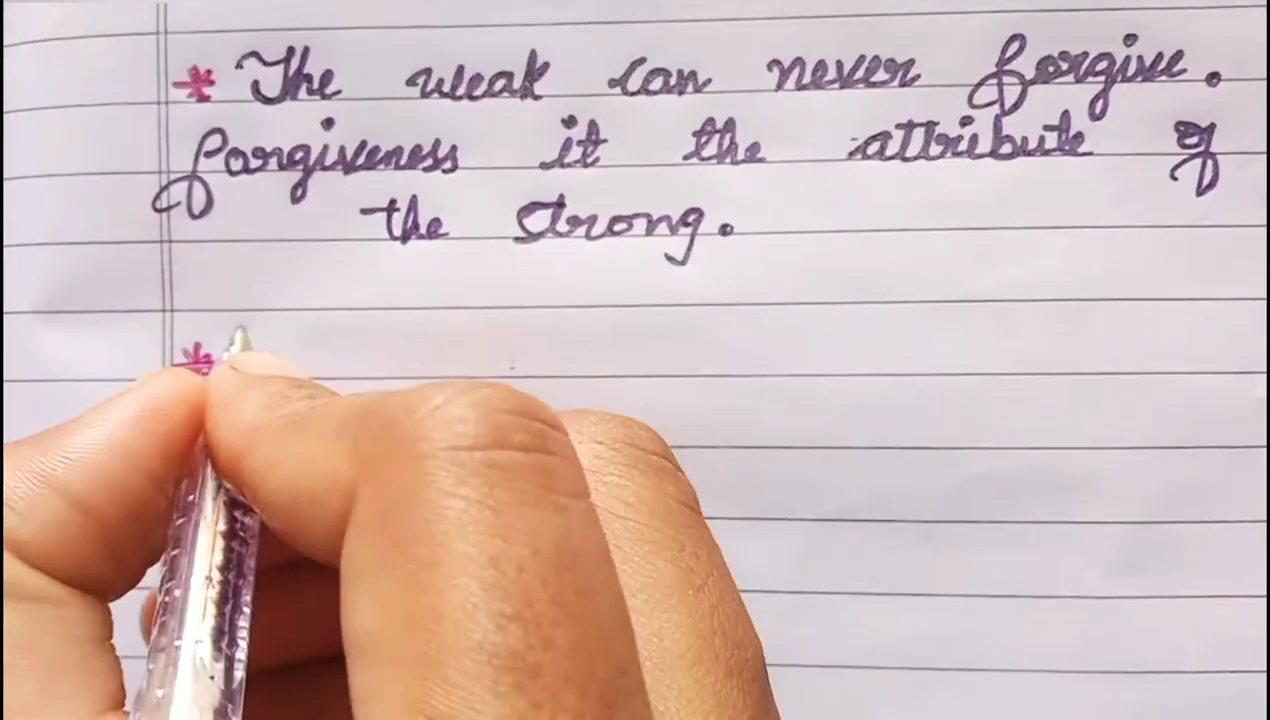 * The weak can never forgive.
forgiveness it the attribute of
the strong.
*